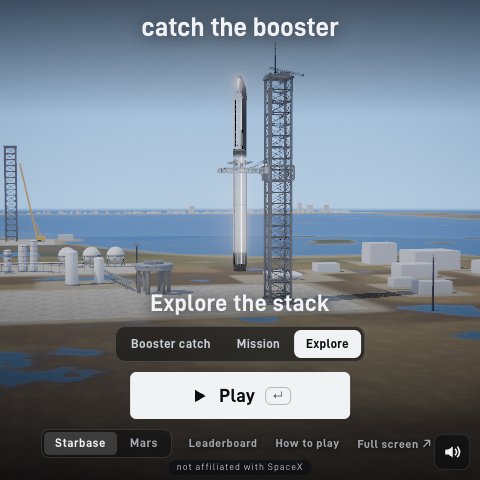 catch the booster
Explore the stack
Booster catch Mission Explore
Play
Starbase Mars Leaderboard How to play Full screen
not affiliated with SpaceX